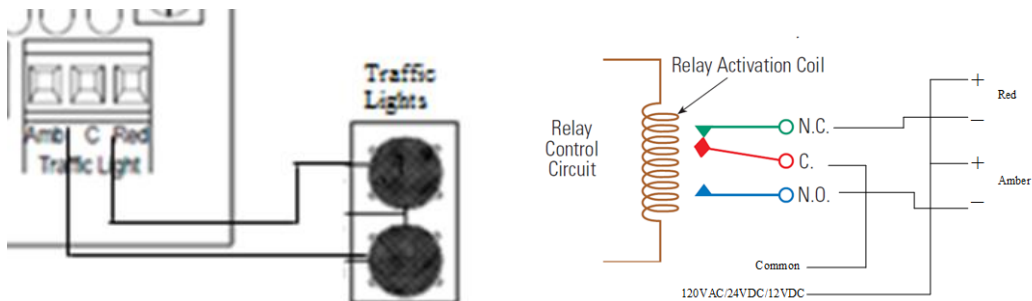 Traffic
Lights
Amb C Red
Traffic Light
Relay Activation Coil
Relay
Control
Circuit
N.C.
C.
N.O.
+
Red
−
+
Amber
−
Common
120VAC/24VDC/12VDC